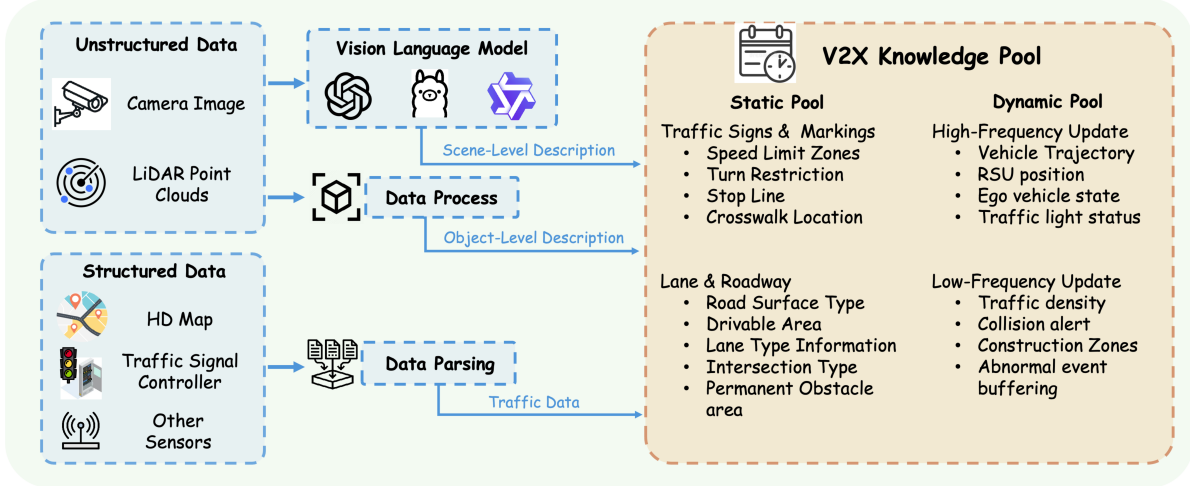 Unstructured Data
Camera Image
LiDAR Point
Clouds
Structured Data
HD Map
Traffic Signal
Controller
Other
Sensors
Vision Language Model
Scene-Level Description
Data Process
Object-Level Description
Data Parsing
Traffic Data
V2X Knowledge Pool
Static Pool
Traffic Signs & Markings
• Speed Limit Zones
• Turn Restriction
• Stop Line
• Crosswalk Location
Lane & Roadway
• Road Surface Type
• Drivable Area
• Lane Type Information
• Intersection Type
• Permanent Obstacle
area
Dynamic Pool
High-Frequency Update
• Vehicle Trajectory
• RSU position
• Ego vehicle state
• Traffic light status
Low-Frequency Update
• Traffic density
• Collision alert
• Construction Zones
• Abnormal event
buffering